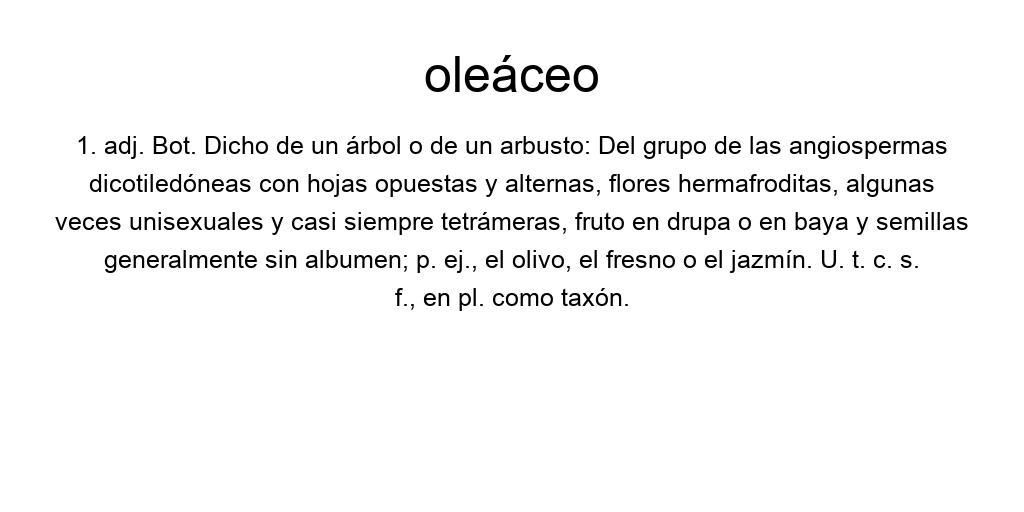 oleáceo
1. adj. Bot. Dicho de un árbol o de un arbusto: Del grupo de las angiospermas
dicotiledóneas con hojas opuestas y alternas, flores hermafroditas, algunas
veces unisexuales y casi siempre tetrámeras, fruto en drupa o en baya y semillas
generalmente sin albumen; p. ej., el olivo, el fresno o el jazmín. U. t. c. s.
f., en pl. como taxón.